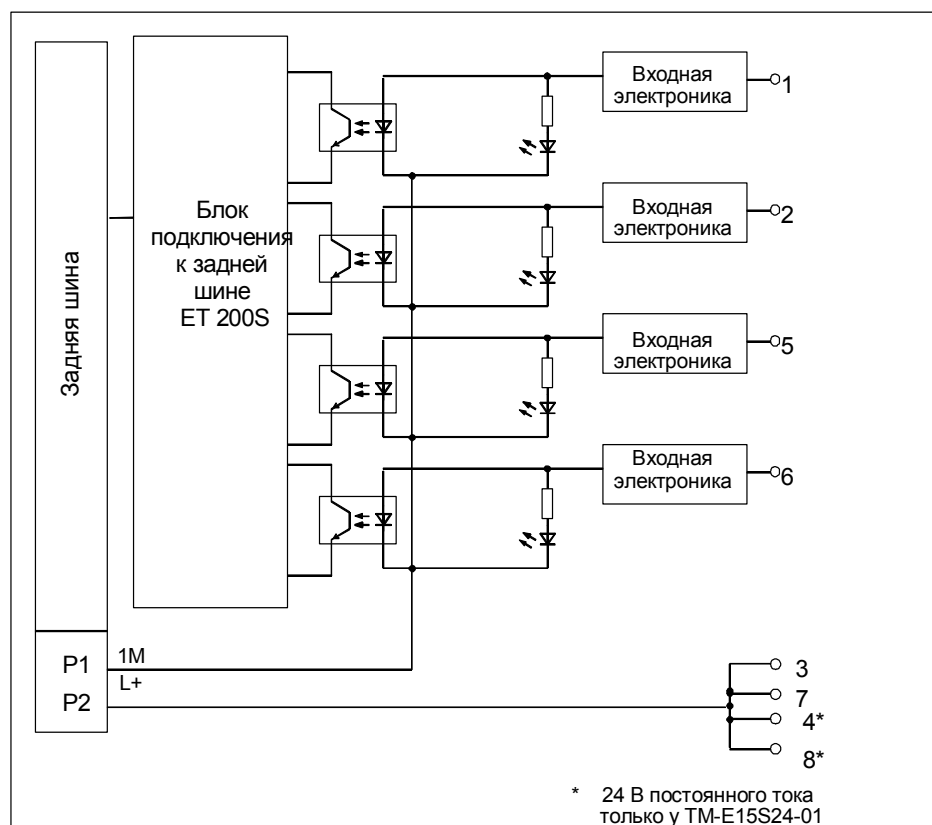 Входная
электроника
1
Входная
электроника
2
Задняя шина
Блок
подключения
к задней
шине
ET 200S
Входная
электроника
5
Входная
электроника
6
P1
1M
L+
P2
3
7
4*
8*
* 24 В постоянного тока
только у TM-E15S24-01